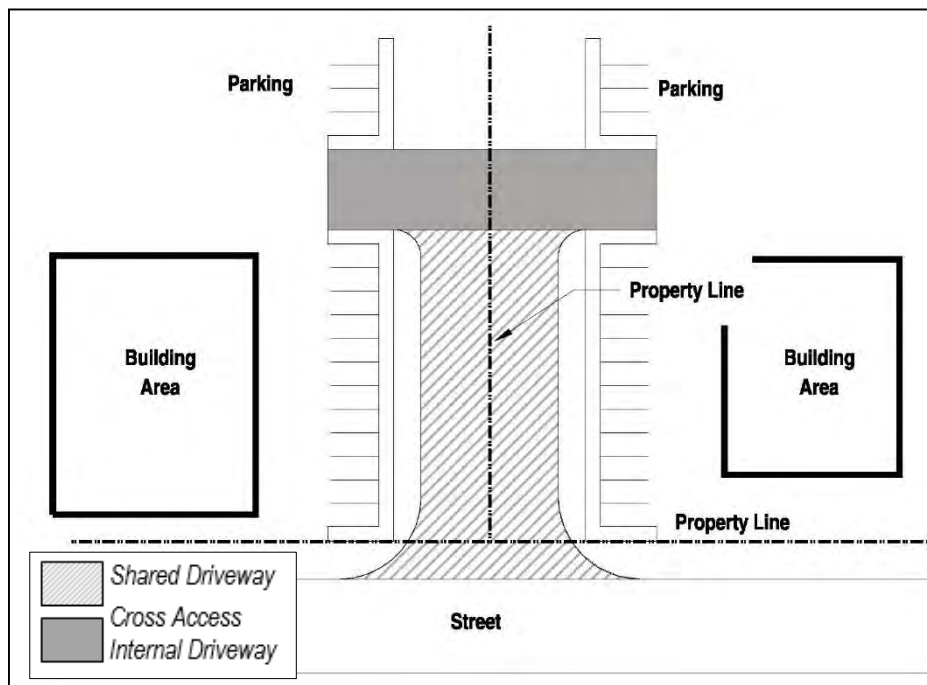 Parking
Parking
Property Line
Building
Area
Building
Area
Property Line
Shared Driveway
Cross Access
Internal Driveway
Street